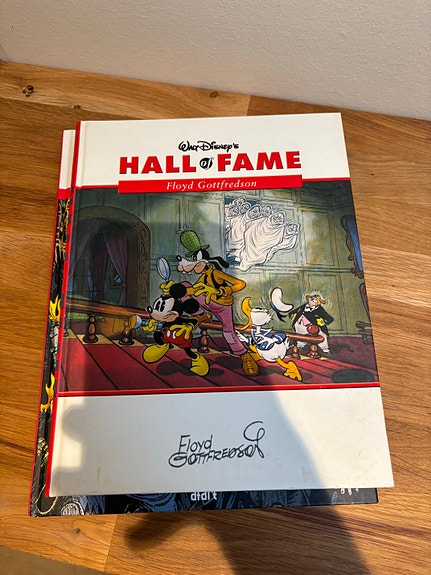 Walt Disney's
HALL of FAME
Floyd Gottfredson
Floyd
GOTTFREDSON